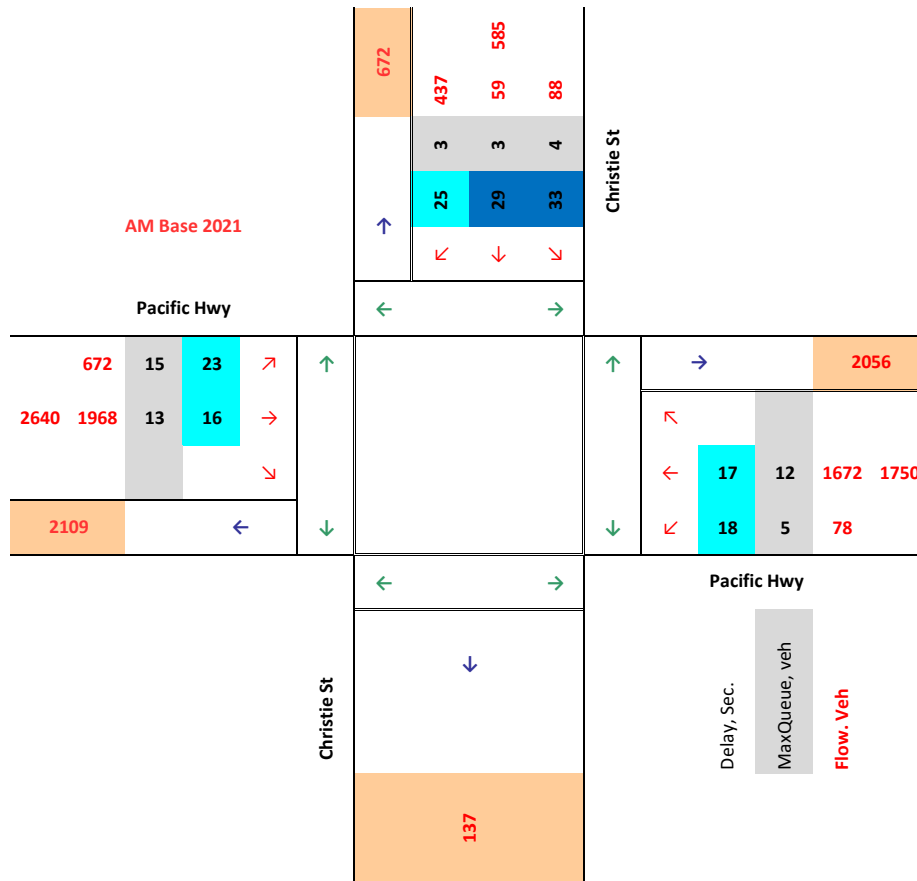 585
672
437 59 88
3 3 4
25 29 33
Christie St
AM Base 2021
↑
↙ ↓ ↘
Pacific Hwy
← →
672 15 23 ↗ ↑ ↑ → 2056
2640 1968 13 16 → ↖
↘ ← 17 12 1672 1750
2109 ← ↓ ↓ ↙ 18 5 78
← →
Pacific Hwy
↓
Christie St
Delay, Sec.
MaxQueue, veh
Flow. Veh
137